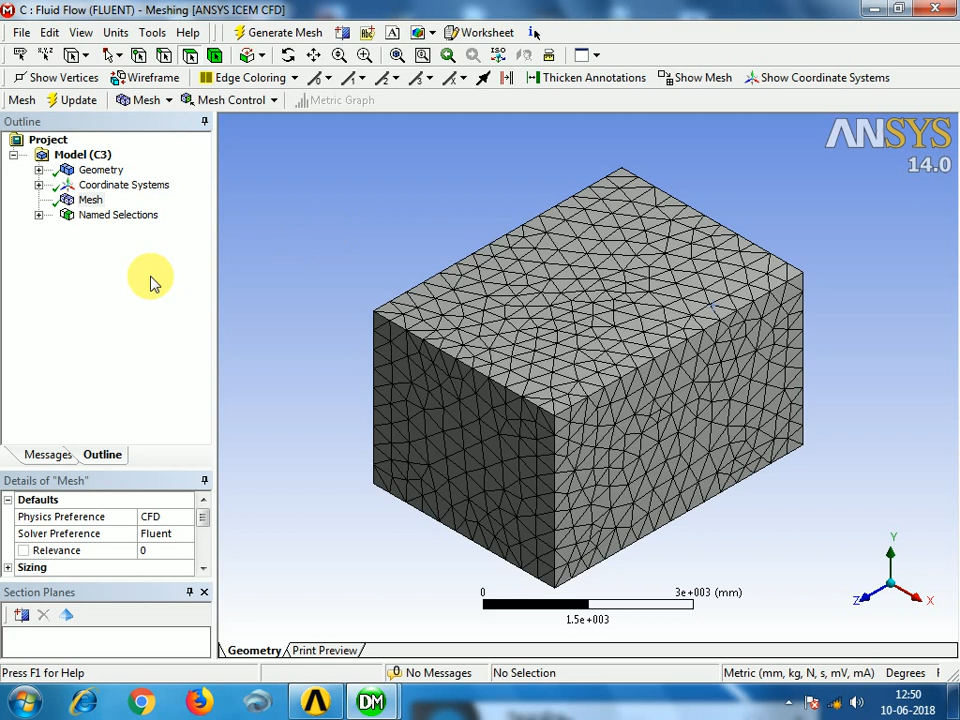 C : Fluid Flow (FLUENT) - Meshing [ANSYS ICEM CFD]
File Edit View Units Tools Help Generate Mesh A Worksheet i
Show Vertices Wireframe Edge Coloring Thicken Annotations Show Mesh Show Coordinate Systems
Mesh Update Mesh Mesh Control Metric Graph
Outline
Project
Model (C3)
Geometry
Coordinate Systems
Mesh
Named Selections
ANSYS
14.0
Messages Outline
Details of "Mesh"
Defaults
Physics Preference CFD
Solver Preference Fluent
Relevance 0
Sizing
Section Planes
0 3e+003 (mm)
1.5e+003
Y
Z X
Geometry Print Preview
Press F1 for Help No Messages No Selection Metric (mm, kg, N, s, mV, mA) Degrees
DM
12:50
10-06-2018